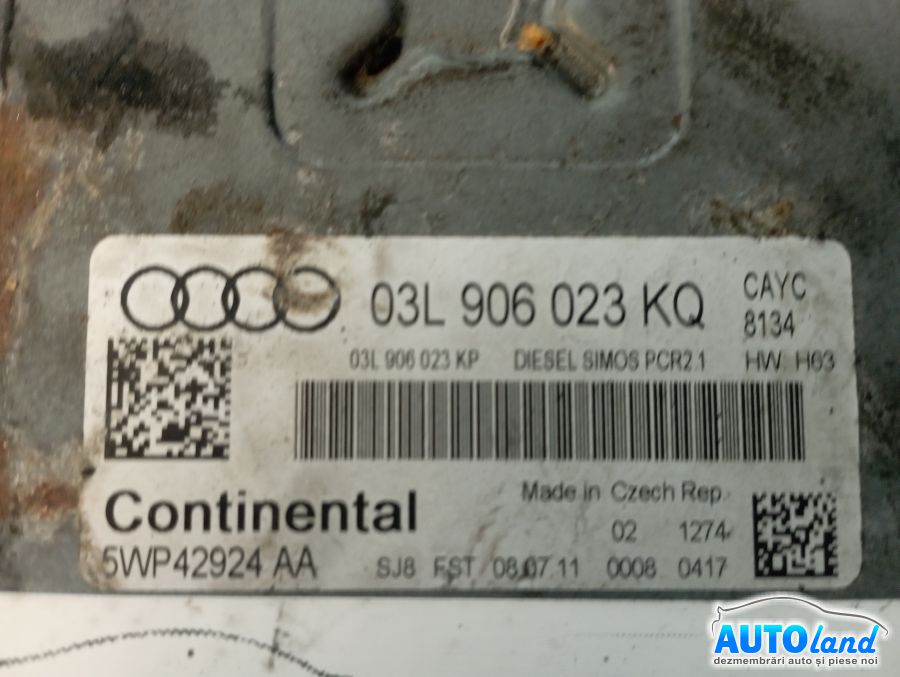 03L 906 023 KQ
CAYC
8134
03L 906 023 KP DIESEL SIMOS PCR2.1 HW H63
Continental
Made in Czech Rep.
02 1274
5WP42924 AA SJ8 FST 08.07.11 0008 0417
AUTOland
dezmembrări auto și piese noi